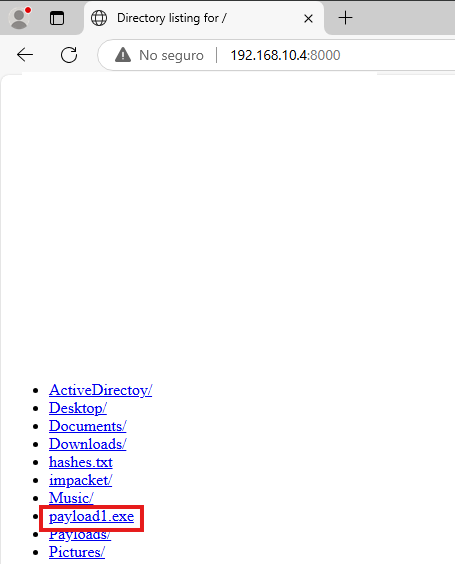 Directory listing for /
No seguro 192.168.10.4:8000
ActiveDirectoy/
Desktop/
Documents/
Downloads/
hashes.txt
impacket/
Music/
payload1.exe
Payloads/
Pictures/